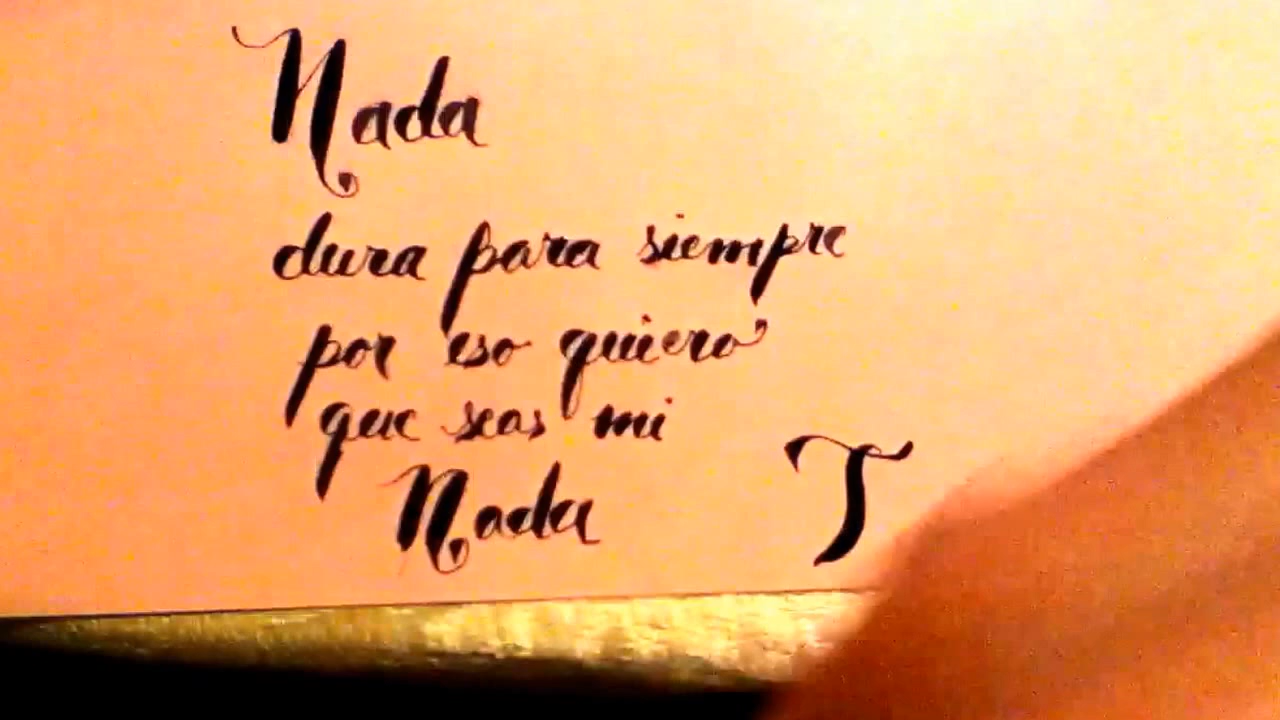 Nada
dura para siempre
por eso quiero
que seas mi
Nada
T